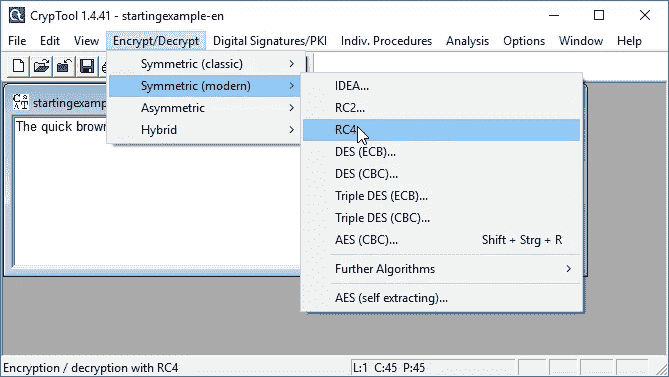 CrypTool 1.4.41 - startingexample-en
File Edit View Encrypt/Decrypt Digital Signatures/PKI Indiv. Procedures Analysis Options Window Help
Symmetric (classic)
Symmetric (modern)
Asymmetric
Hybrid
IDEA...
RC2...
RC4
DES (ECB)...
DES (CBC)...
Triple DES (ECB)...
Triple DES (CBC)...
AES (CBC)... Shift + Strg + R
Further Algorithms
AES (self extracting)...
startingexamp
The quick brown
Encryption / decryption with RC4 L:1 C:45 P:45